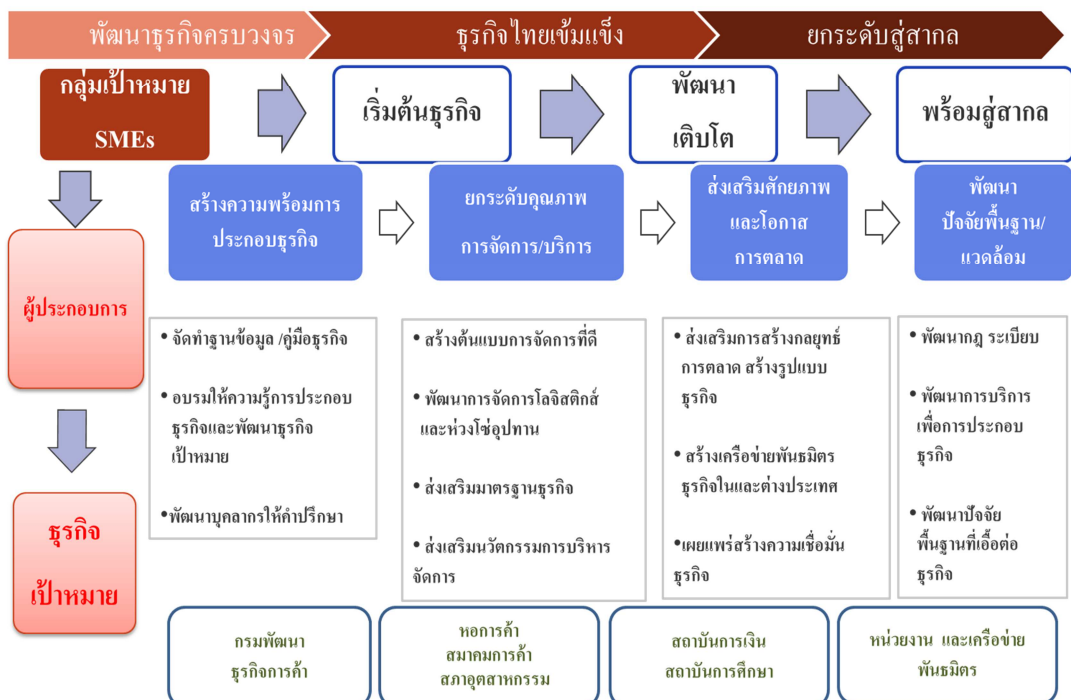 พัฒนาธุรกิจครบวงจร
ธุรกิจไทยเข้มแข็ง
ยกระดับสู่สากล
กลุ่มเป้าหมาย
SMEs
เริ่มต้นธุรกิจ
พัฒนา
เติบโต
พร้อมสู่สากล
สร้างความพร้อมการ
ประกอบธุรกิจ
ยกระดับคุณภาพ
การจัดการ/บริการ
ส่งเสริมศักยภาพ
และโอกาส
การตลาด
พัฒนา
ปัจจัยพื้นฐาน/
แวดล้อม
ผู้ประกอบการ
ธุรกิจ
เป้าหมาย
• จัดทำฐานข้อมูล /คู่มือธุรกิจ
• อบรมให้ความรู้การประกอบ
ธุรกิจและพัฒนาธุรกิจ
เป้าหมาย
•พัฒนาบุคลากรให้คำปรึกษา
• สร้างต้นแบบการจัดการที่ดี
• พัฒนาการจัดการโลจิสติกส์
และห่วงโซ่อุปทาน
• ส่งเสริมมาตรฐานธุรกิจ
• ส่งเสริมนวัตกรรมการบริหาร
จัดการ
• ส่งเสริมการสร้างกลยุทธ์
การตลาด สร้างรูปแบบ
ธุรกิจ
• สร้างเครือข่ายพันธมิตร
ธุรกิจในและต่างประเทศ
•เผยแพร่สร้างความเชื่อมั่น
ธุรกิจ
• พัฒนากฎ ระเบียบ
• พัฒนาการบริการ
เพื่อการประกอบ
ธุรกิจ
• พัฒนาปัจจัย
พื้นฐานที่เอื้อต่อ
ธุรกิจ
กรมพัฒนา
ธุรกิจการค้า
หอการค้า
สมาคมการค้า
สภาอุตสาหกรรม
สถาบันการเงิน
สถาบันการศึกษา
หน่วยงาน และเครือข่าย
พันธมิตร